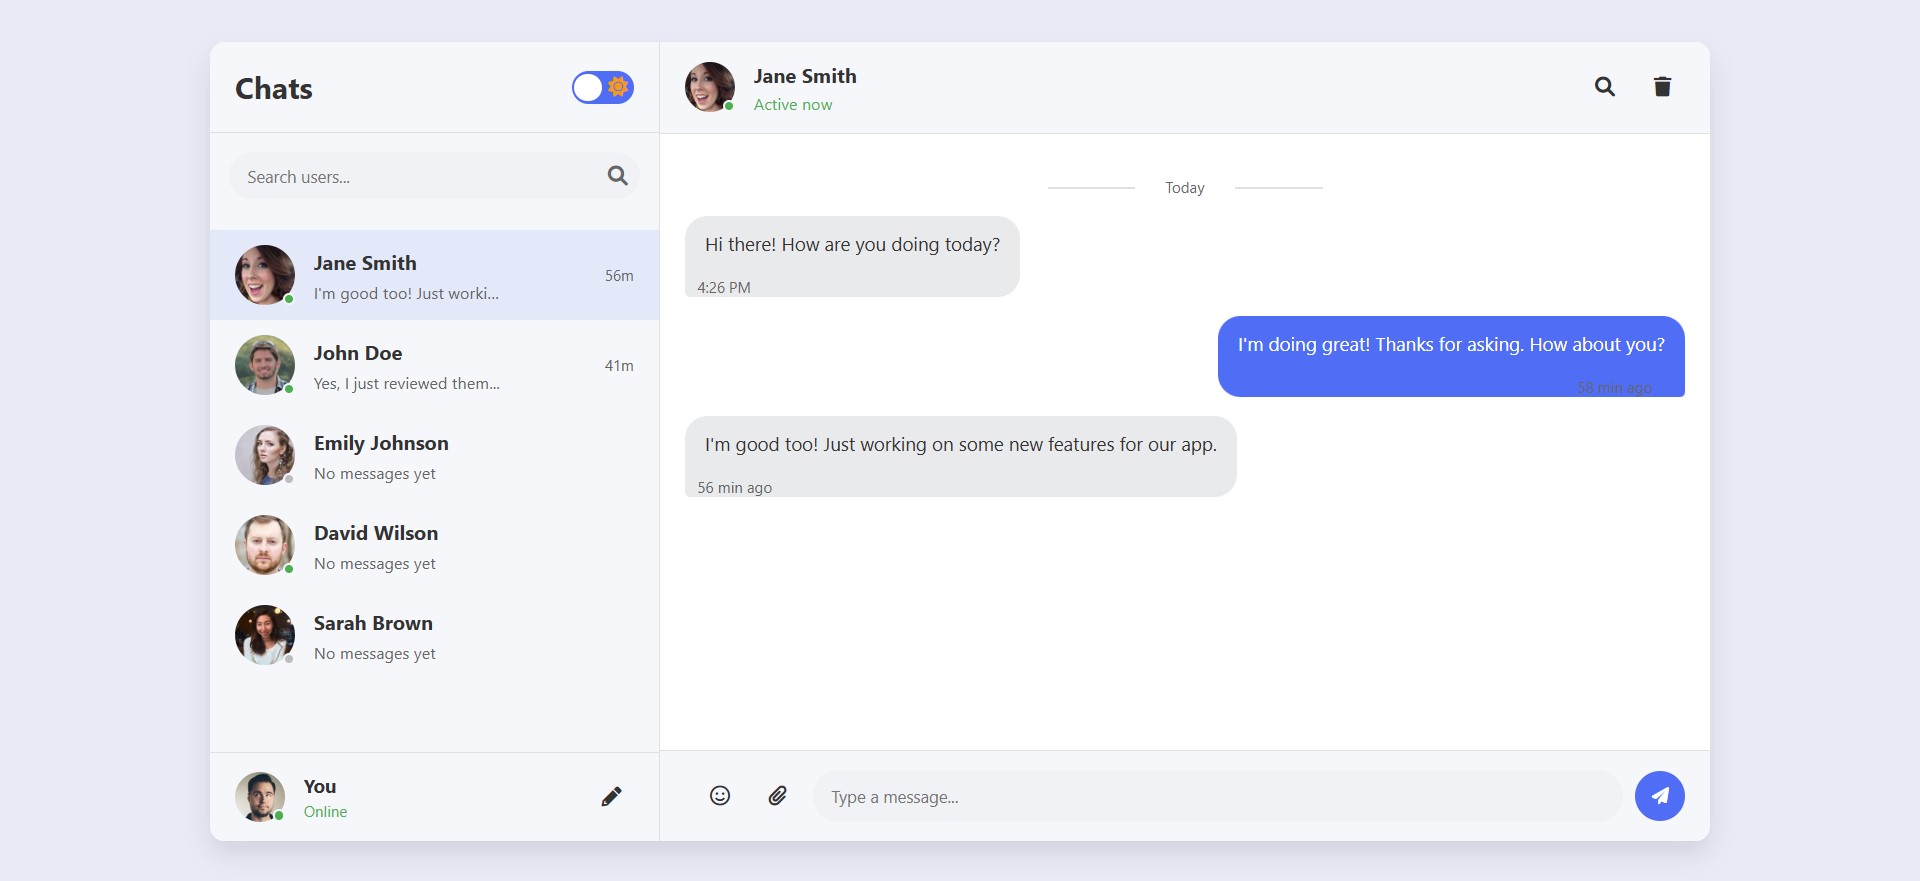 Chats
Search users...
Jane Smith
I'm good too! Just worki...
56m
John Doe
Yes, I just reviewed them...
41m
Emily Johnson
No messages yet
David Wilson
No messages yet
Sarah Brown
No messages yet
You
Online
Jane Smith
Active now
Today
Hi there! How are you doing today?
4:26 PM
I'm doing great! Thanks for asking. How about you?
58 min ago
I'm good too! Just working on some new features for our app.
56 min ago
Type a message...